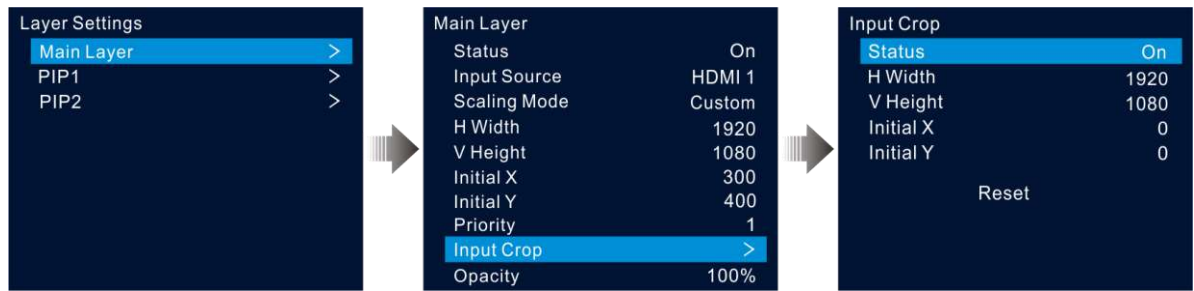 Layer Settings
Main Layer >
PIP1 >
PIP2 >
Main Layer
Status On
Input Source HDMI 1
Scaling Mode Custom
H Width 1920
V Height 1080
Initial X 300
Initial Y 400
Priority 1
Input Crop >
Opacity 100%
Input Crop
Status On
H Width 1920
V Height 1080
Initial X 0
Initial Y 0
Reset